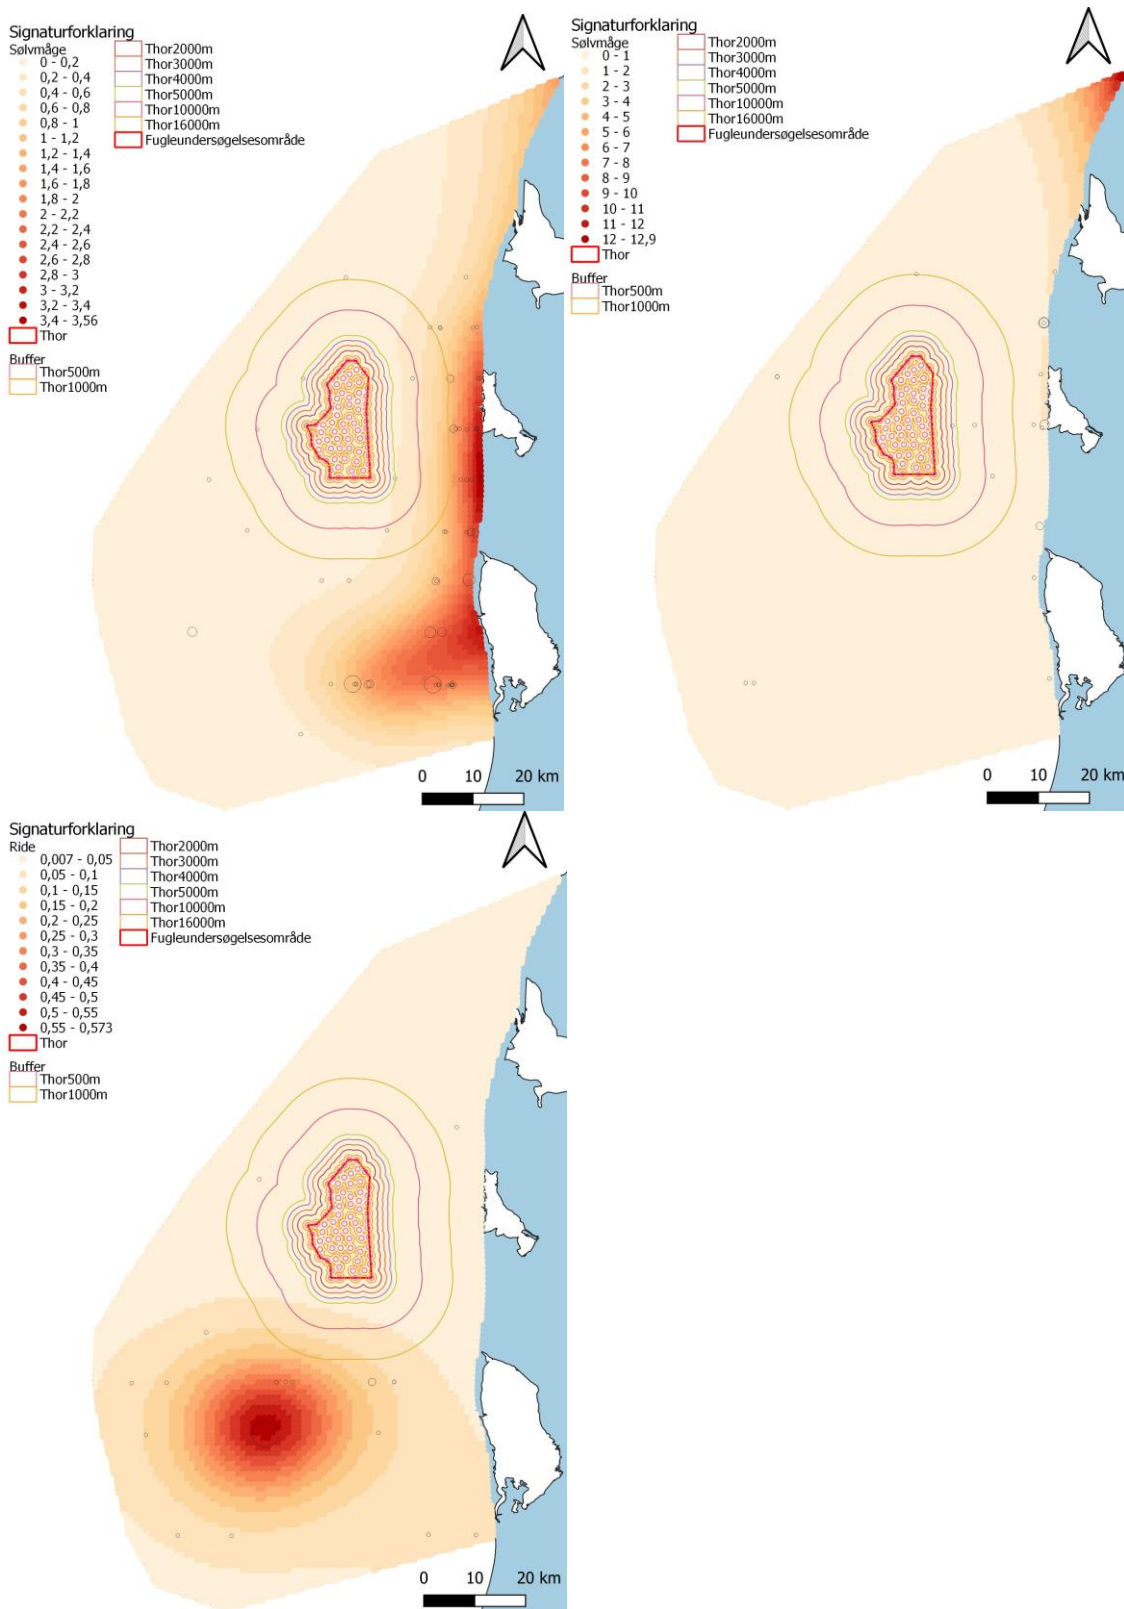 Signaturforklaring
Sølvmåge
0 - 0,2
0,2 - 0,4
0,4 - 0,6
0,6 - 0,8
0,8 - 1
1 - 1,2
1,2 - 1,4
1,4 - 1,6
1,6 - 1,8
1,8 - 2
2 - 2,2
2,2 - 2,4
2,4 - 2,6
2,6 - 2,8
2,8 - 3
3 - 3,2
3,2 - 3,4
3,4 - 3,56
Thor
Buffer
Thor500m
Thor1000m
Thor2000m
Thor3000m
Thor4000m
Thor5000m
Thor10000m
Thor16000m
Fugleundersøgelsesområde
0 10 20 km
Signaturforklaring
Sølvmåge
0 - 1
1 - 2
2 - 3
3 - 4
4 - 5
5 - 6
6 - 7
7 - 8
8 - 9
9 - 10
10 - 11
11 - 12
12 - 12,9
Thor
Buffer
Thor500m
Thor1000m
Thor2000m
Thor3000m
Thor4000m
Thor5000m
Thor10000m
Thor16000m
Fugleundersøgelsesområde
0 10 20 km
Signaturforklaring
Ride
0,007 - 0,05
0,05 - 0,1
0,1 - 0,15
0,15 - 0,2
0,2 - 0,25
0,25 - 0,3
0,3 - 0,35
0,35 - 0,4
0,4 - 0,45
0,45 - 0,5
0,5 - 0,55
0,55 - 0,573
Thor
Buffer
Thor500m
Thor1000m
Thor2000m
Thor3000m
Thor4000m
Thor5000m
Thor10000m
Thor16000m
Fugleundersøgelsesområde
0 10 20 km